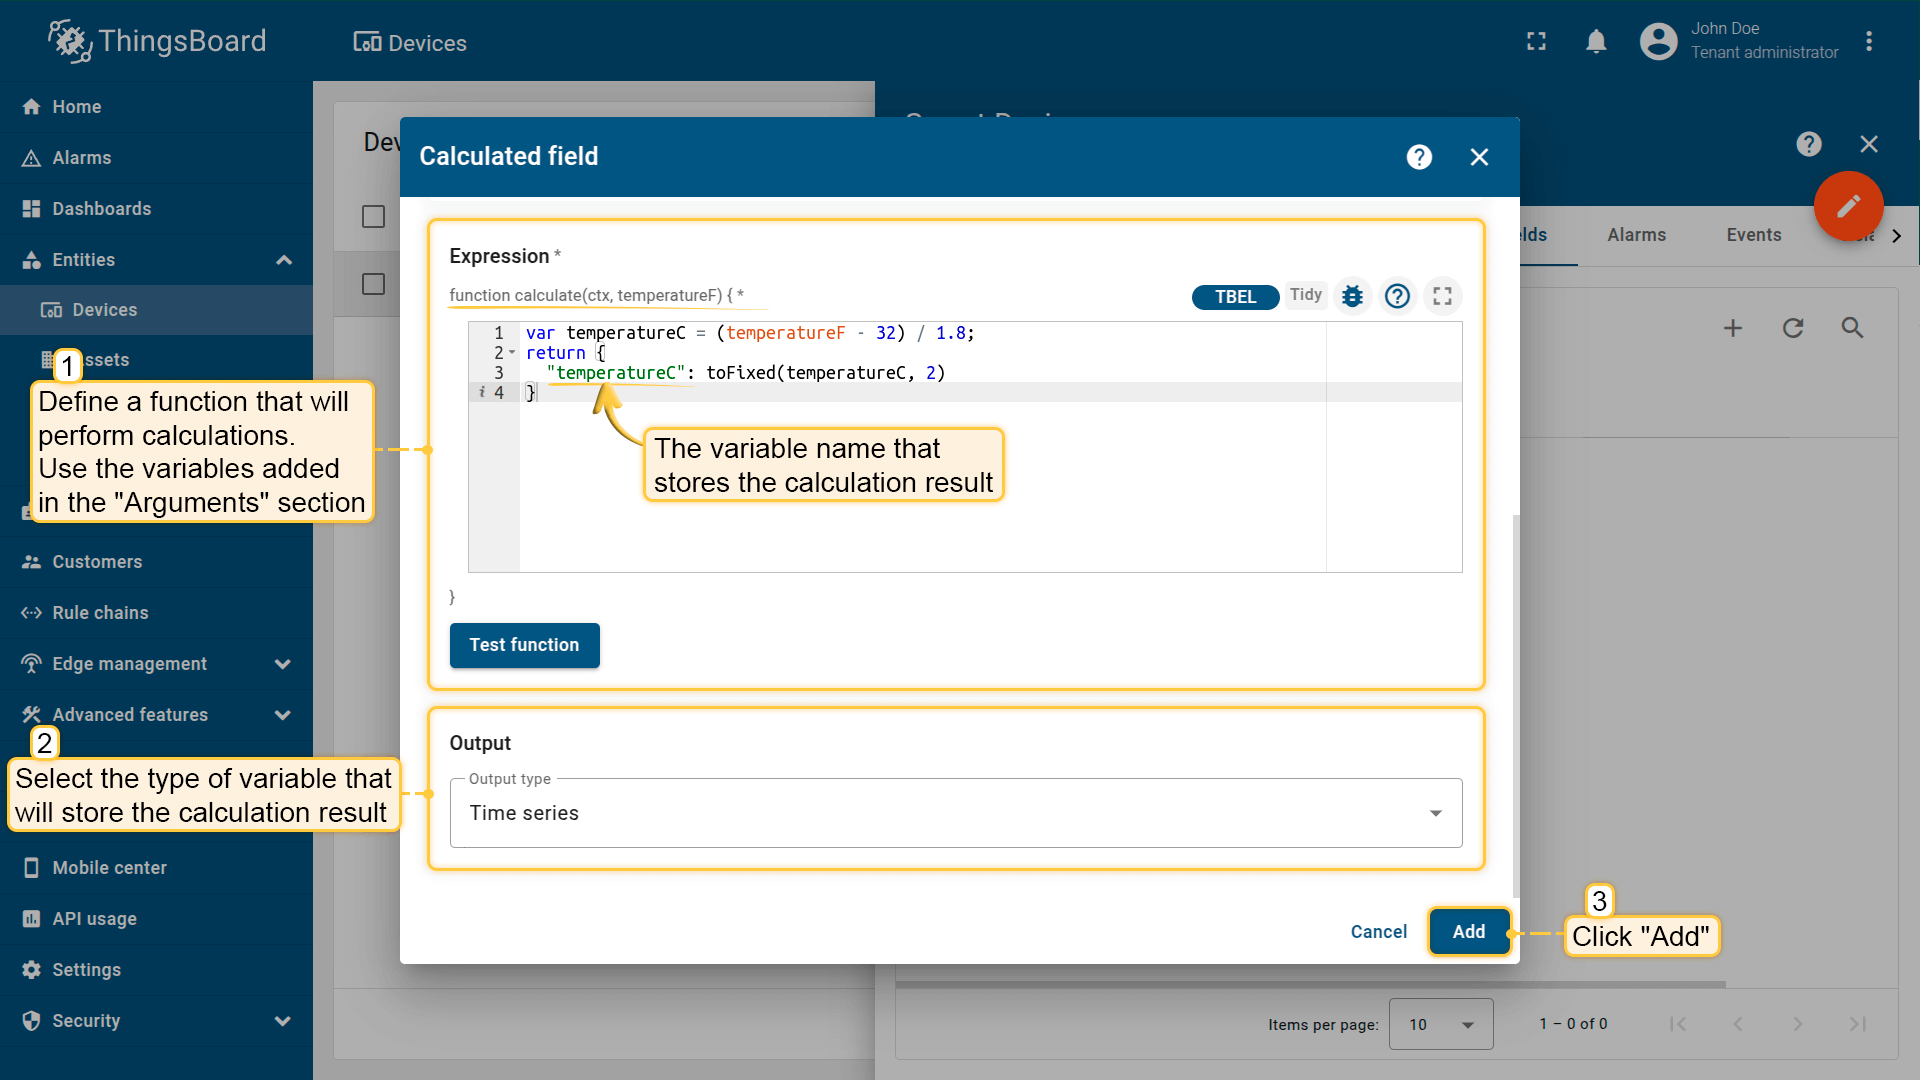 ThingsBoard
Devices
John Doe
Tenant administrator
Home
Alarms
Dashboards
Entities
Devices
ssets
Customers
Rule chains
Edge management
Advanced features
Mobile center
API usage
Settings
Security
Dev
Calculated field
Expression *
function calculate(ctx, temperatureF) { *
TBEL
Tidy
1 var temperatureC = (temperatureF - 32) / 1.8;
2 return {
3 "temperatureC": toFixed(temperatureC, 2)
i 4 }
}
Test function
Output
Output type
Time series
Cancel
Add
1
Define a function that will
perform calculations.
Use the variables added
in the "Arguments" section
The variable name that
stores the calculation result
2
Select the type of variable that
will store the calculation result
3
Click "Add"
elds
Alarms
Events
Items per page:
10
1 – 0 of 0